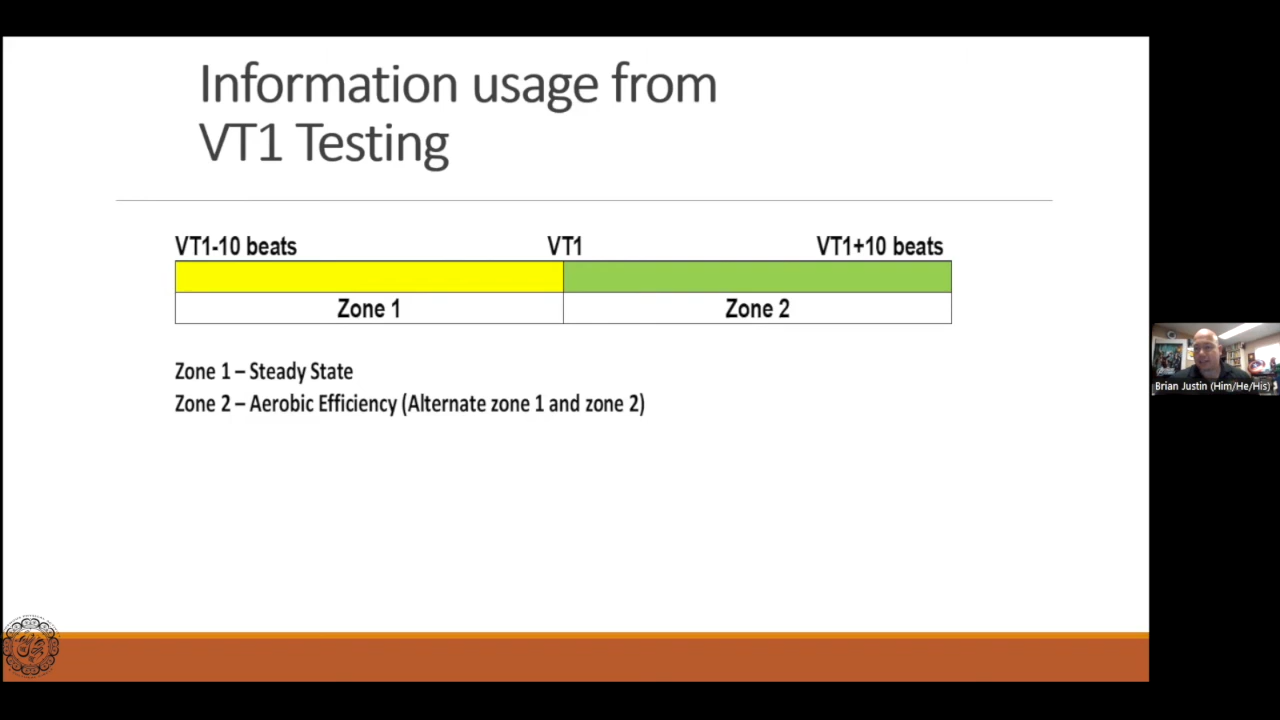 Information usage from
VT1 Testing
VT1-10 beats VT1 VT1+10 beats
Zone 1 Zone 2
Zone 1 – Steady State
Zone 2 – Aerobic Efficiency (Alternate zone 1 and zone 2)
Brian Justin (Him/He/His)